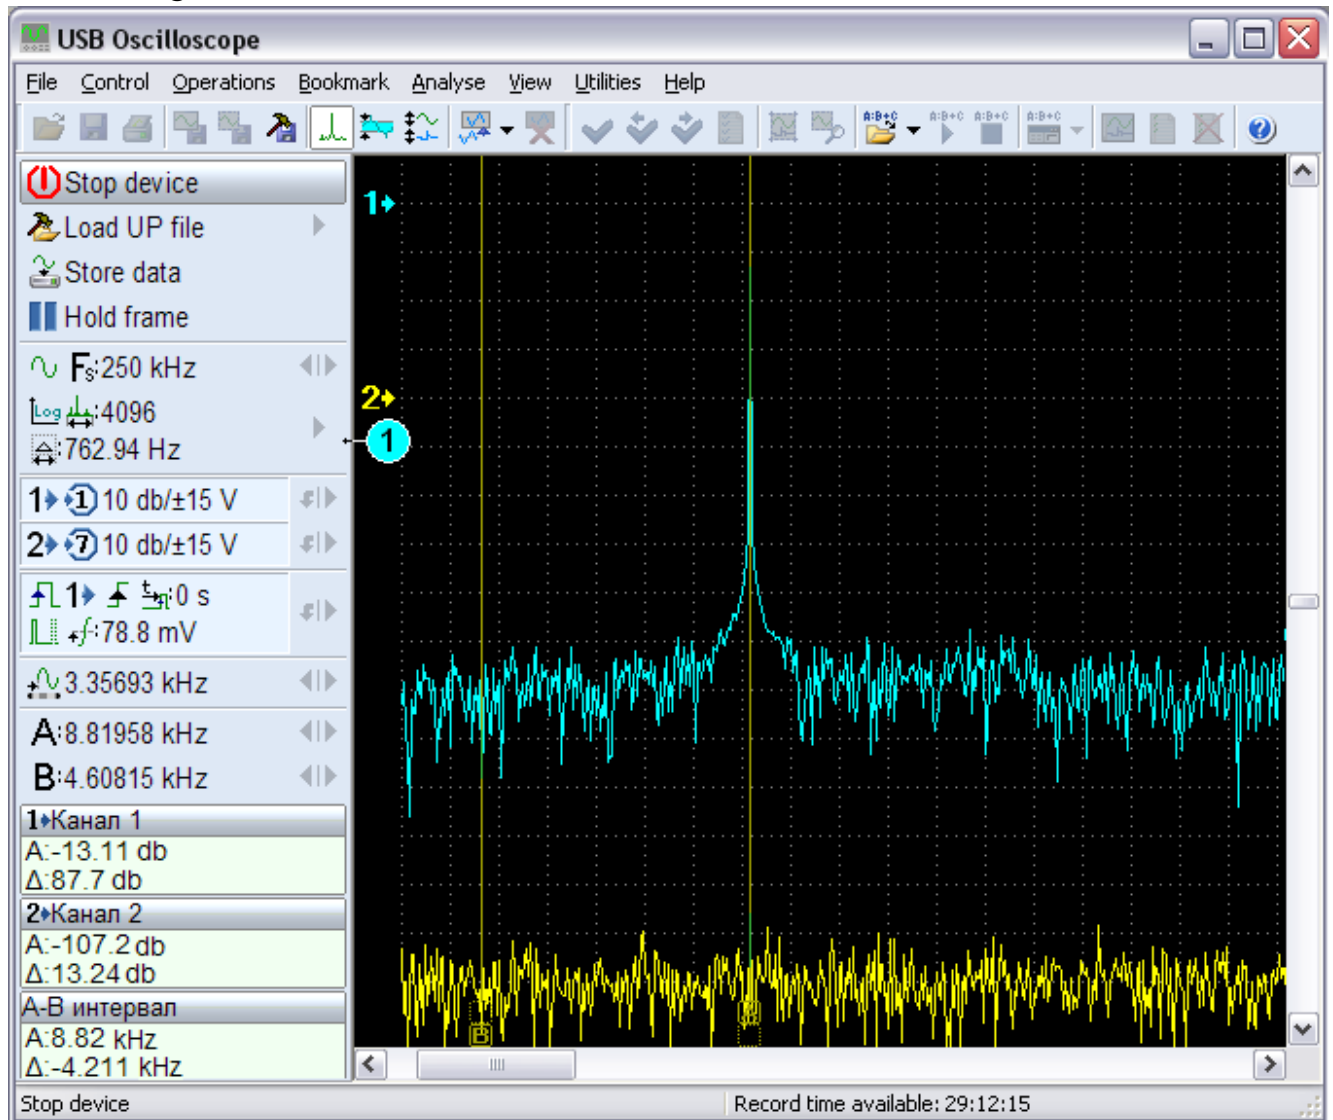 USB Oscilloscope
File Control Operations Bookmark Analyse View Utilities Help
A:B+C A:B+C A:B+C A:B+C
Stop device
Load UP file
Store data
Hold frame
Fs:250 kHz
Log :4096
:762.94 Hz
1 1 10 db/±15 V
2 7 10 db/±15 V
1 t :0 s
f:78.8 mV
3.35693 kHz
A:8.81958 kHz
B:4.60815 kHz
1 Канал 1
A:-13.11 db
Δ:87.7 db
2 Канал 2
A:-107.2 db
Δ:13.24 db
A-B интервал
A:8.82 kHz
Δ:-4.211 kHz
1
2
1
B
Stop device
Record time available: 29:12:15